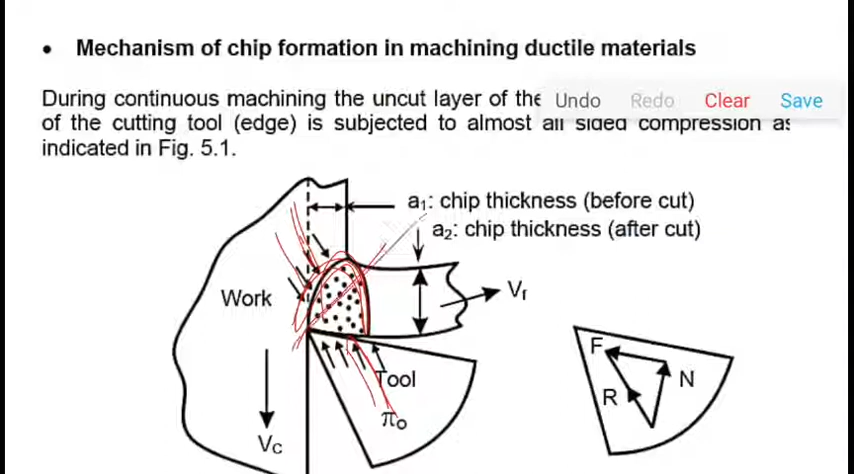 • Mechanism of chip formation in machining ductile materials
During continuous machining the uncut layer of the
Undo Redo Clear Save
of the cutting tool (edge) is subjected to almost all sided compression as
indicated in Fig. 5.1.
a₁: chip thickness (before cut)
a₂: chip thickness (after cut)
Work
Vf
F
N
Tool
R
πo
Vc